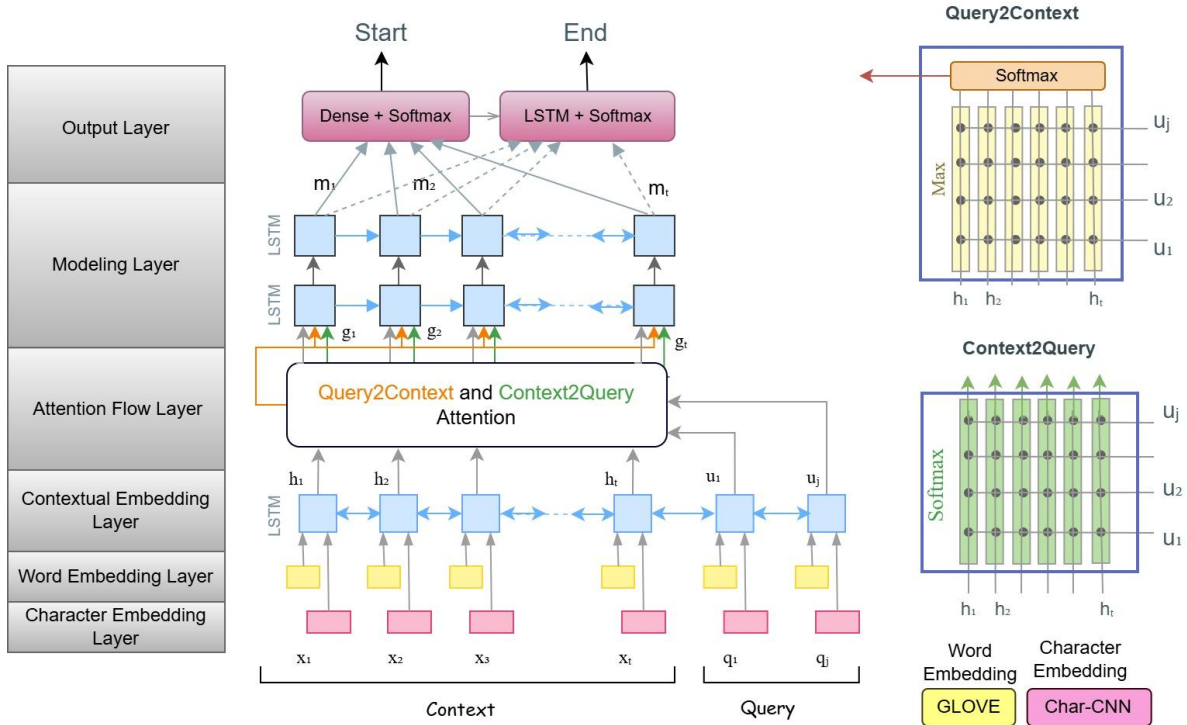 Start
End
Query2Context
Output Layer
Dense + Softmax
LSTM + Softmax
Softmax
Max
uj
u2
u1
h1
h2
ht
m1
m2
mt
Modeling Layer
LSTM
LSTM
g1
g2
gt
Attention Flow Layer
Query2Context and Context2Query
Attention
Context2Query
Softmax
uj
u2
u1
h1
h2
ht
Contextual Embedding
Layer
LSTM
h1
h2
ht
u1
uj
Word Embedding Layer
Character Embedding
Layer
x1
x2
x3
xt
q1
qj
Context
Query
Word
Embedding
Character
Embedding
GLOVE
Char-CNN